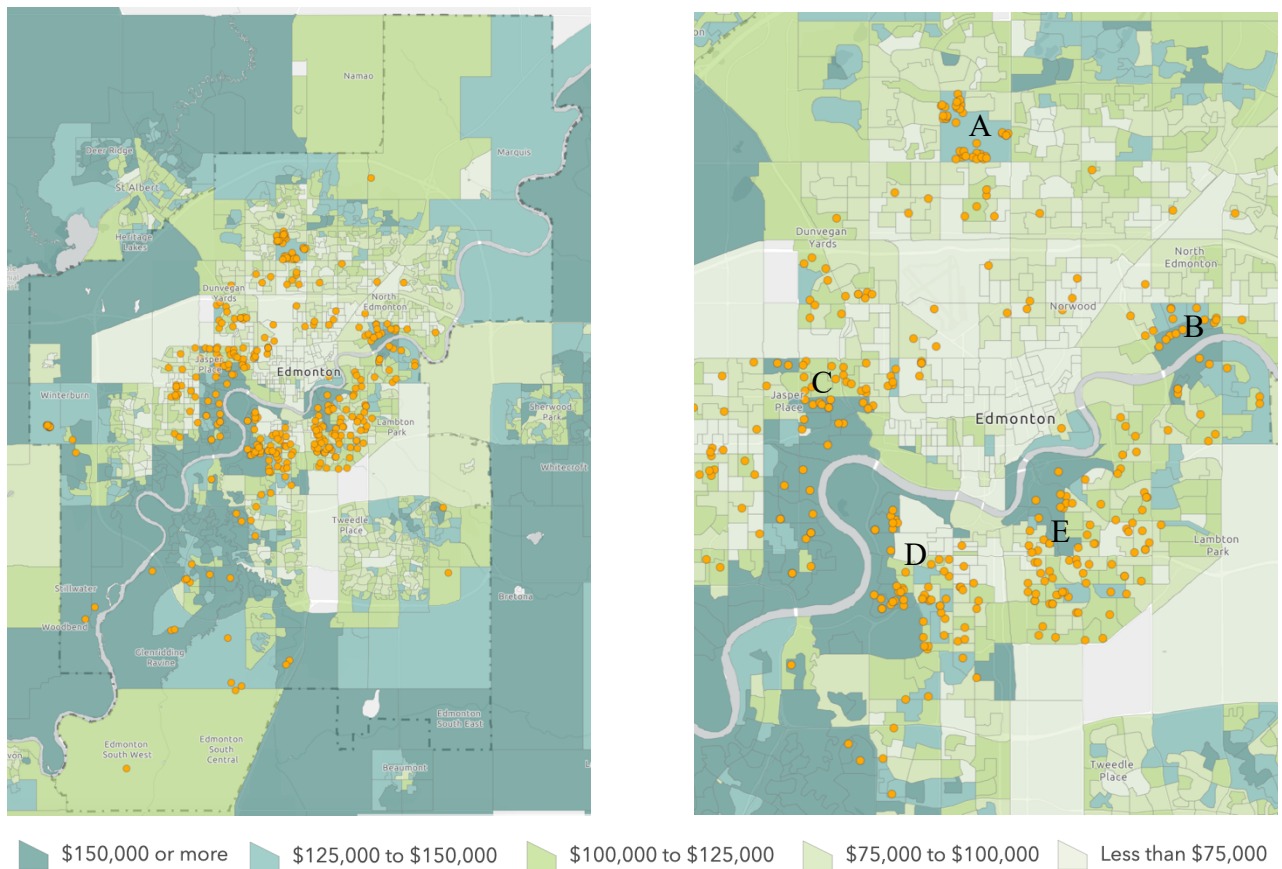 Namao
Deer Ridge
Marquis
St Albert
Heritage
Lakes
Dunvegan
Yards
North
Edmonton
Jasper
Place
Edmonton
Winterburn
Sherwood
Park
Lambton
Park
Whitecroft
Tweedle
Place
Stillwater
Bretona
Woodbend
Glenridding
Ravine
Edmonton
South East
Edmonton
South West
Edmonton
South
Central
von
Beaumont
on
A
Dunvegan
Yards
North
Edmonton
Norwood
B
C
Jasper
Place
Edmonton
E
D
Lambton
Park
Tweedle
Place
$150,000 or more
$125,000 to $150,000
$100,000 to $125,000
$75,000 to $100,000
Less than $75,000